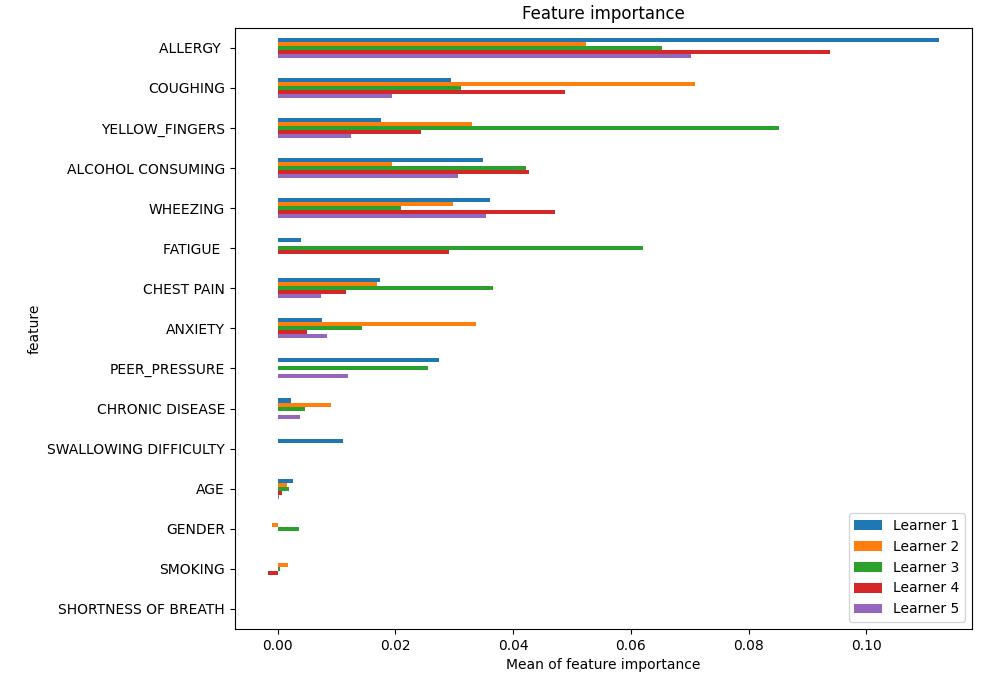 Feature importance
ALLERGY
COUGHING
YELLOW_FINGERS
ALCOHOL CONSUMING
WHEEZING
FATIGUE
CHEST PAIN
ANXIETY
PEER_PRESSURE
CHRONIC DISEASE
SWALLOWING DIFFICULTY
AGE
GENDER
SMOKING
SHORTNESS OF BREATH
feature
Learner 1
Learner 2
Learner 3
Learner 4
Learner 5
0.00 0.02 0.04 0.06 0.08 0.10
Mean of feature importance